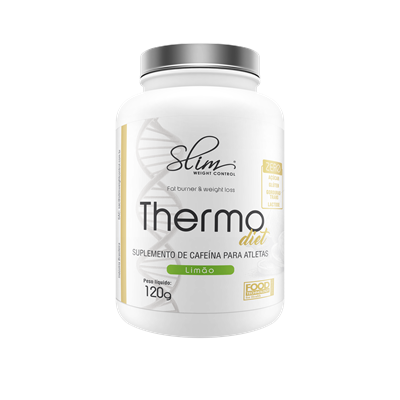 Slim
WEIGHT CONTROL
Fat burner & weight loss
Thermo
diet
SUPLEMENTO DE CAFEÍNA PARA ATLETAS
Limão
Peso líquido:
120g
FOOD